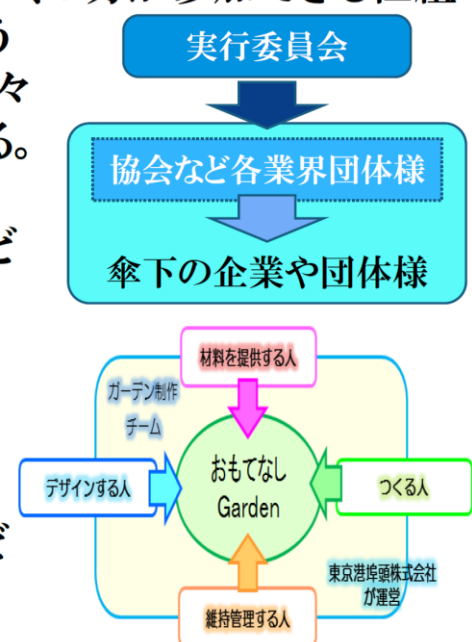 う
々
る。
ど
ど
実行委員会
協会など各業界団体様
傘下の企業や団体様
材料を提供する人
ガーデン制作
チーム
デザインする人
おもてなし
Garden
つくる人
東京港埠頭株式会社
が運営
維持管理する人